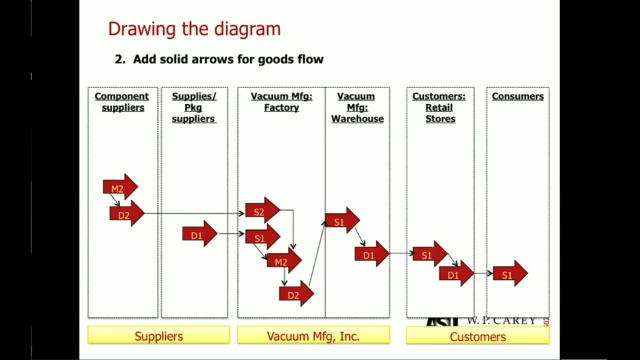 Drawing the diagram
2. Add solid arrows for goods flow
Component
suppliers
Supplies/
Pkg
suppliers
Vacuum Mfg:
Factory
Vacuum
Mfg:
Warehouse
Customers:
Retail
Stores
Consumers
M2
D2
D1
S2
S1
M2
D2
S1
D1
S1
D1
S1
ASU W. P. CAREY
Suppliers
Vacuum Mfg, Inc.
Customers